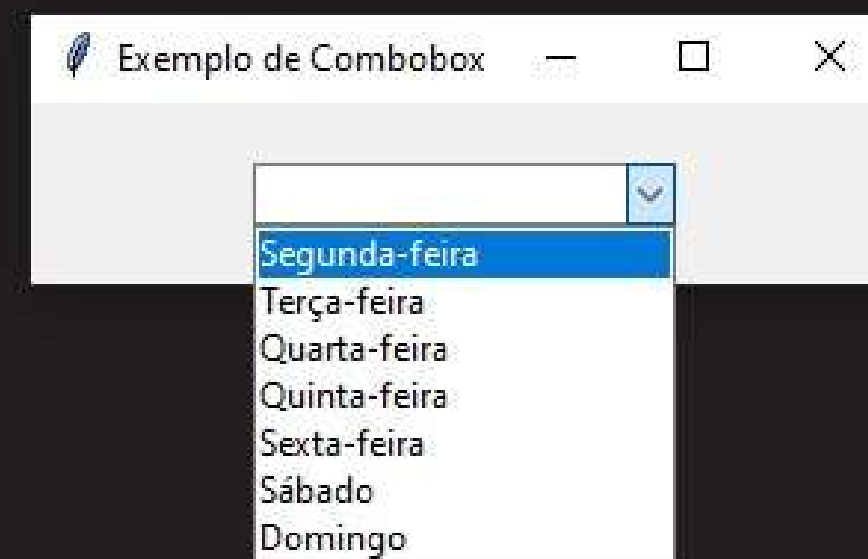 Exemplo de Combobox
Segunda-feira
Terça-feira
Quarta-feira
Quinta-feira
Sexta-feira
Sábado
Domingo